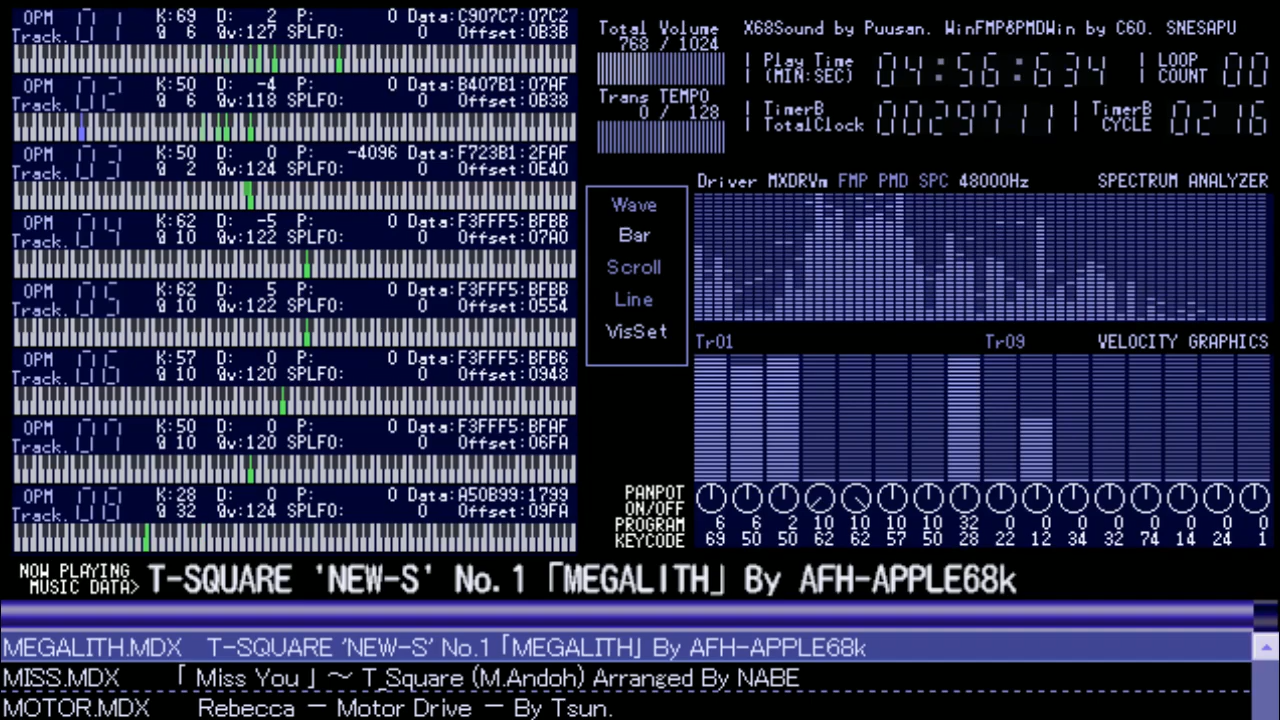 OPM K:69 D: 2 P: 0 Data:C907C7:07C2
Track. 01 @ 6 @v:127 SPLFO: 0 Offset:0B3B
OPM K:50 D: -4 P: 0 Data:B407B1:07AF
Track. 02 @ 6 @v:118 SPLFO: 0 Offset:0B38
OPM K:50 D: 0 P: -4096 Data:F723B1:2FAF
Track. 03 @ 2 @v:124 SPLFO: 0 Offset:0E40
OPM K:62 D: -5 P: 0 Data:F3FFF5:BFBB
Track. 04 @ 10 @v:122 SPLFO: 0 Offset:07A0
OPM K:62 D: 5 P: 0 Data:F3FFF5:BFBB
Track. 05 @ 10 @v:122 SPLFO: 0 Offset:0554
OPM K:57 D: 0 P: 0 Data:F3FFF5:BFB6
Track. 06 @ 10 @v:120 SPLFO: 0 Offset:0948
OPM K:50 D: 0 P: 0 Data:F3FFF5:BFAF
Track. 07 @ 10 @v:120 SPLFO: 0 Offset:06FA
OPM K:28 D: 0 P: 0 Data:A50B99:1799
Track. 08 @ 32 @v:124 SPLFO: 0 Offset:09FA
Total Volume
768 / 1024
Trans TEMPO
0 / 128
X68Sound by Puusan. WinFMP&PMDWin by C60. SNESAPU
Play Time (MIN:SEC) 04:56:634 LOOP COUNT 00
TimerB TotalClock 0029711 TimerB CYCLE 0216
Wave
Bar
Scroll
Line
VisSet
Driver MXDRVm FMP PMD SPC 48000Hz SPECTRUM ANALYZER
Tr01 Tr09 VELOCITY GRAPHICS
PANPOT
ON/OFF
PROGRAM 6 6 2 10 10 10 10 32 0 0 0 0 0 0 0 0
KEYCODE 69 50 50 62 62 57 50 28 22 12 34 32 74 14 24 1
NOW PLAYING
MUSIC DATA> T-SQUARE 'NEW-S' No.1「MEGALITH」By AFH-APPLE68k
MEGALITH.MDX T-SQUARE 'NEW-S' No.1「MEGALITH」By AFH-APPLE68k
MISS.MDX 「 Miss You 」 ～ T_Square (M.Andoh) Arranged By NABE
MOTOR.MDX Rebecca － Motor Drive － By Tsun.